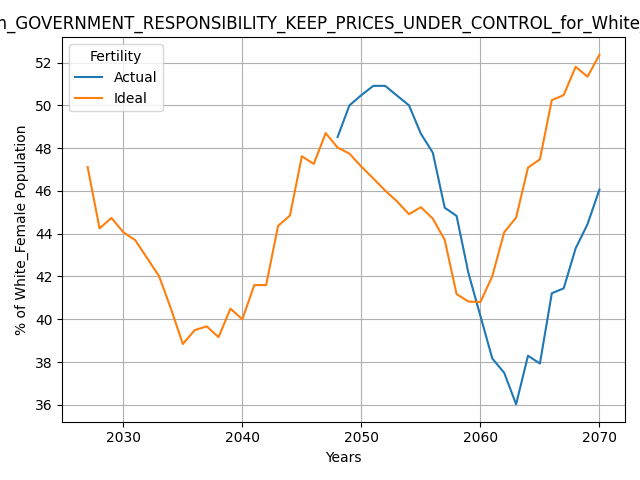 n_GOVERNMENT_RESPONSIBILITY_KEEP_PRICES_UNDER_CONTROL_for_White
Fertility
Actual
Ideal
% of White_Female Population
52
50
48
46
44
42
40
38
36
2030
2040
2050
2060
2070
Years